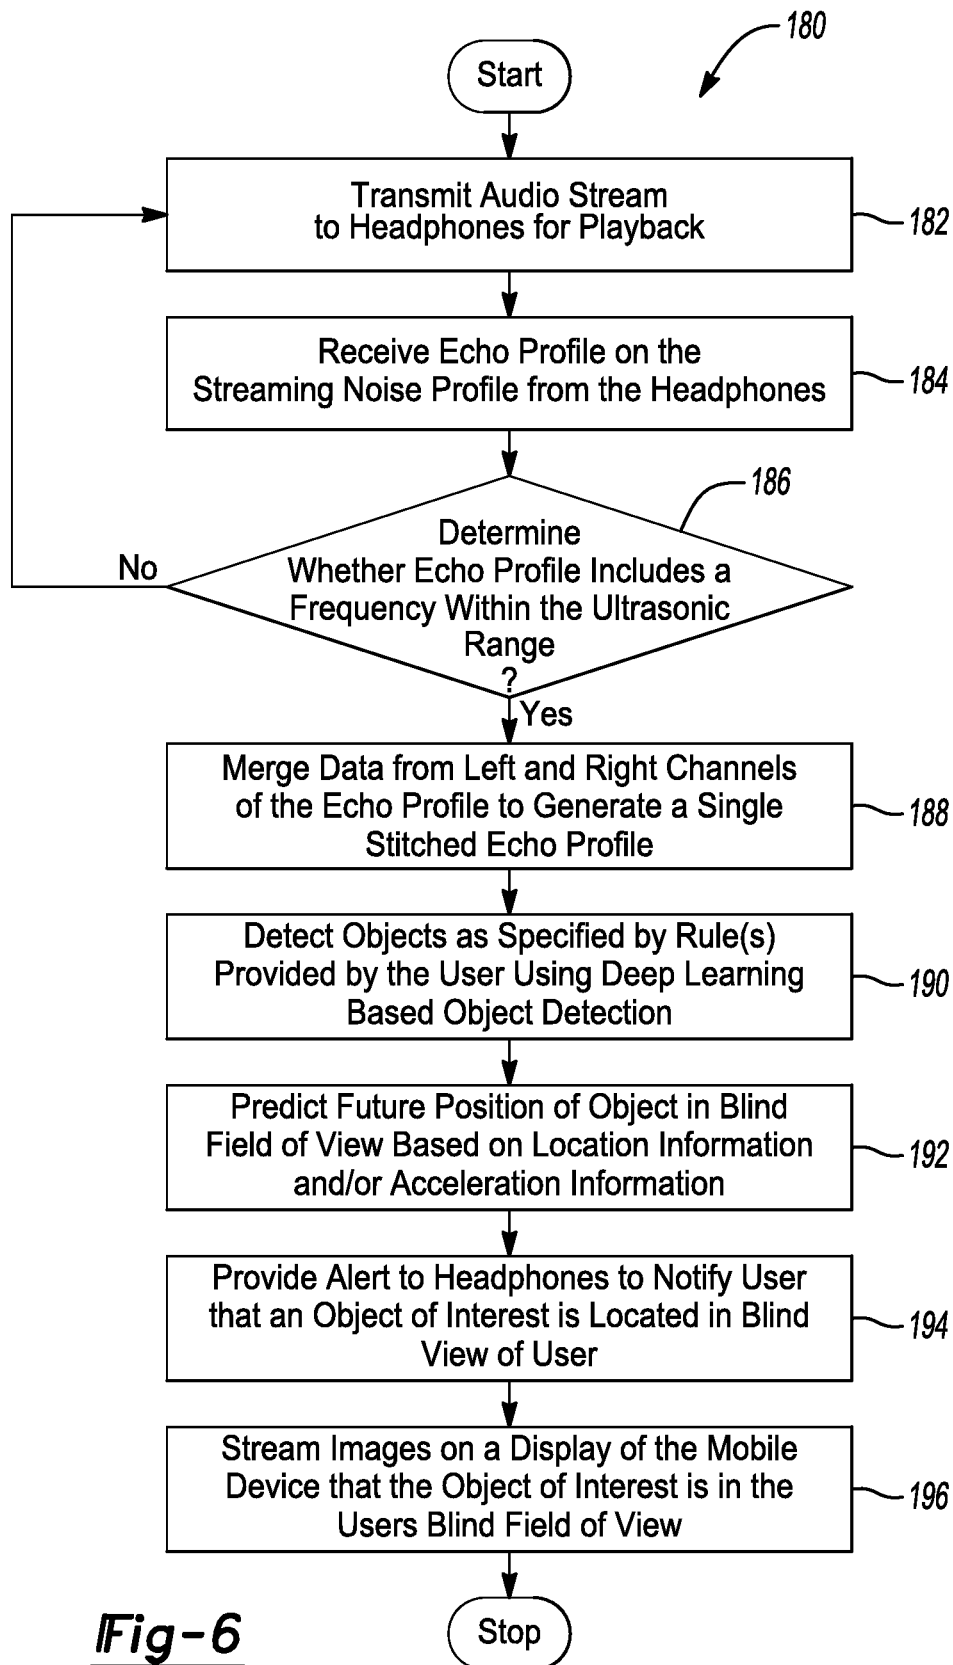 180
Start
Transmit Audio Stream
to Headphones for Playback
182
Receive Echo Profile on the
Streaming Noise Profile from the Headphones
184
186
Determine
Whether Echo Profile Includes a
Frequency Within the Ultrasonic
Range
?
No
Yes
Merge Data from Left and Right Channels
of the Echo Profile to Generate a Single
Stitched Echo Profile
188
Detect Objects as Specified by Rule(s)
Provided by the User Using Deep Learning
Based Object Detection
190
Predict Future Position of Object in Blind
Field of View Based on Location Information
and/or Acceleration Information
192
Provide Alert to Headphones to Notify User
that an Object of Interest is Located in Blind
View of User
194
Stream Images on a Display of the Mobile
Device that the Object of Interest is in the
Users Blind Field of View
196
Stop
Fig-6